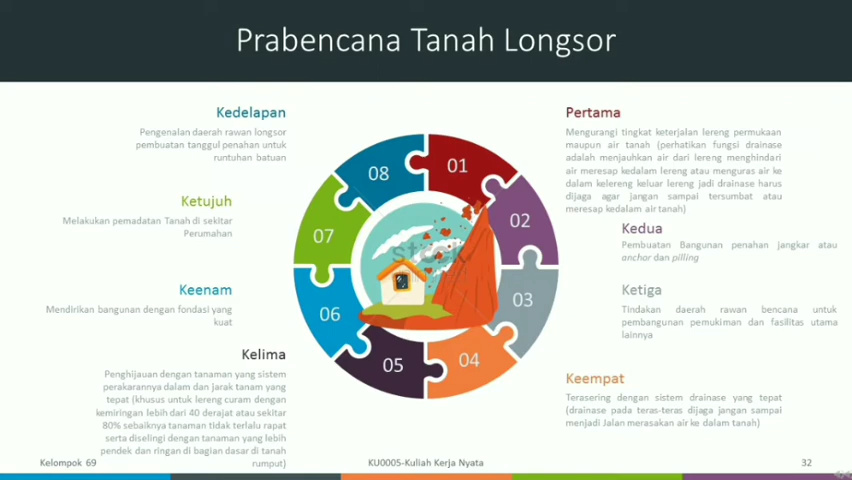 Prabencana Tanah Longsor
Pertama
Mengurangi tingkat keterjalan lereng permukaan
maupun air tanah (perhatikan fungsi drainase
adalah menjauhkan air dari lereng menghindari
air meresap kedalam lereng atau menguras air ke
dalam kelereng keluar lereng jadi drainase harus
dijaga agar jangan sampai tersumbat atau
meresap kedalam air tanah)
Kedua
Pembuatan Bangunan penahan jangkar atau
anchor dan pilling
Ketiga
Tindakan daerah rawan bencana untuk
pembangunan pemukiman dan fasilitas utama
lainnya
Keempat
Terasering dengan sistem drainase yang tepat
(drainase pada teras-teras dijaga jangan sampai
menjadi Jalan merasakan air ke dalam tanah)
Kelima
Penghijauan dengan tanaman yang sistem
perakarannya dalam dan jarak tanam yang
tepat (khusus untuk lereng curam dengan
kemiringan lebih dari 40 derajat atau sekitar
80% sebaiknya tanaman tidak terlalu rapat
serta diselingi dengan tanaman yang lebih
pendek dan ringan di bagian dasar di tanah
rumput)
Keenam
Mendirikan bangunan dengan fondasi yang
kuat
Ketujuh
Melakukan pemadatan Tanah di sekitar
Perumahan
Kedelapan
Pengenalan daerah rawan longsor
pembuatan tanggul penahan untuk
runtuhan batuan
01
02
03
04
05
06
07
08
stock
Kelompok 69
KU0005-Kuliah Kerja Nyata
32